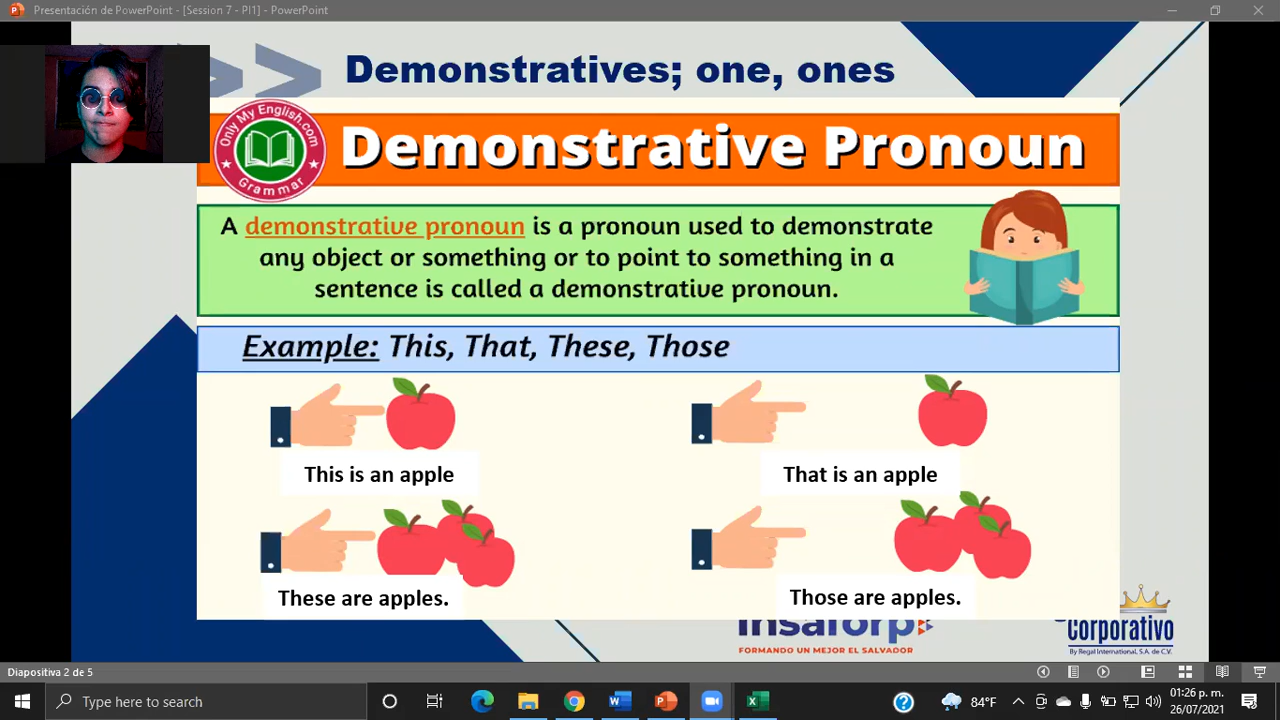 Presentación de PowerPoint - [Session 7 - PI1] - PowerPoint
Demonstratives; one, ones
OnlyMyEnglish.com
Grammar
Demonstrative Pronoun
A demonstrative pronoun is a pronoun used to demonstrate
any object or something or to point to something in a
sentence is called a demonstrative pronoun.
Example: This, That, These, Those
This is an apple
That is an apple
These are apples.
Those are apples.
insaforp
FORMANDO UN MEJOR EL SALVADOR
Corporativo
By Regal International, S.A. de C.V.
Diapositiva 2 de 5
Type here to search
84°F
01:26 p. m.
26/07/2021